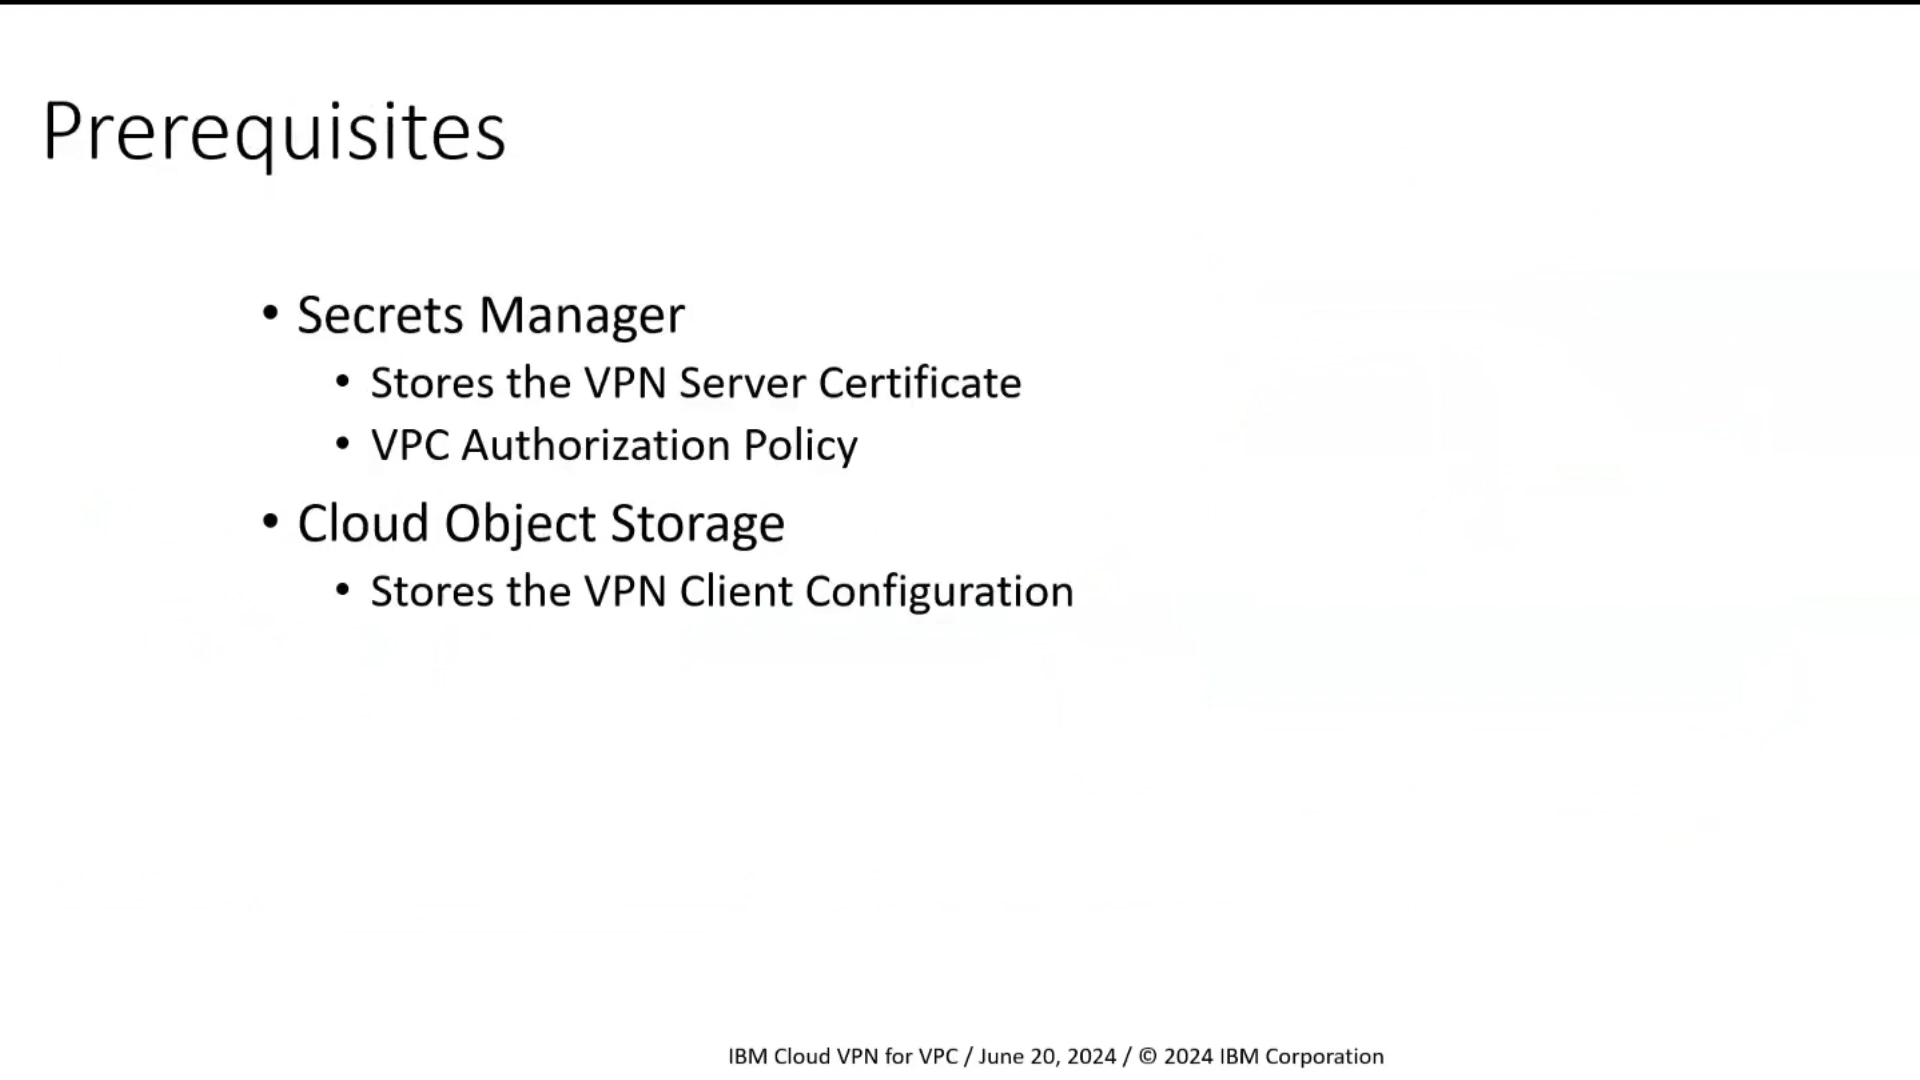 Prerequisites
• Secrets Manager
• Stores the VPN Server Certificate
• VPC Authorization Policy
• Cloud Object Storage
• Stores the VPN Client Configuration
IBM Cloud VPN for VPC / June 20, 2024 / © 2024 IBM Corporation